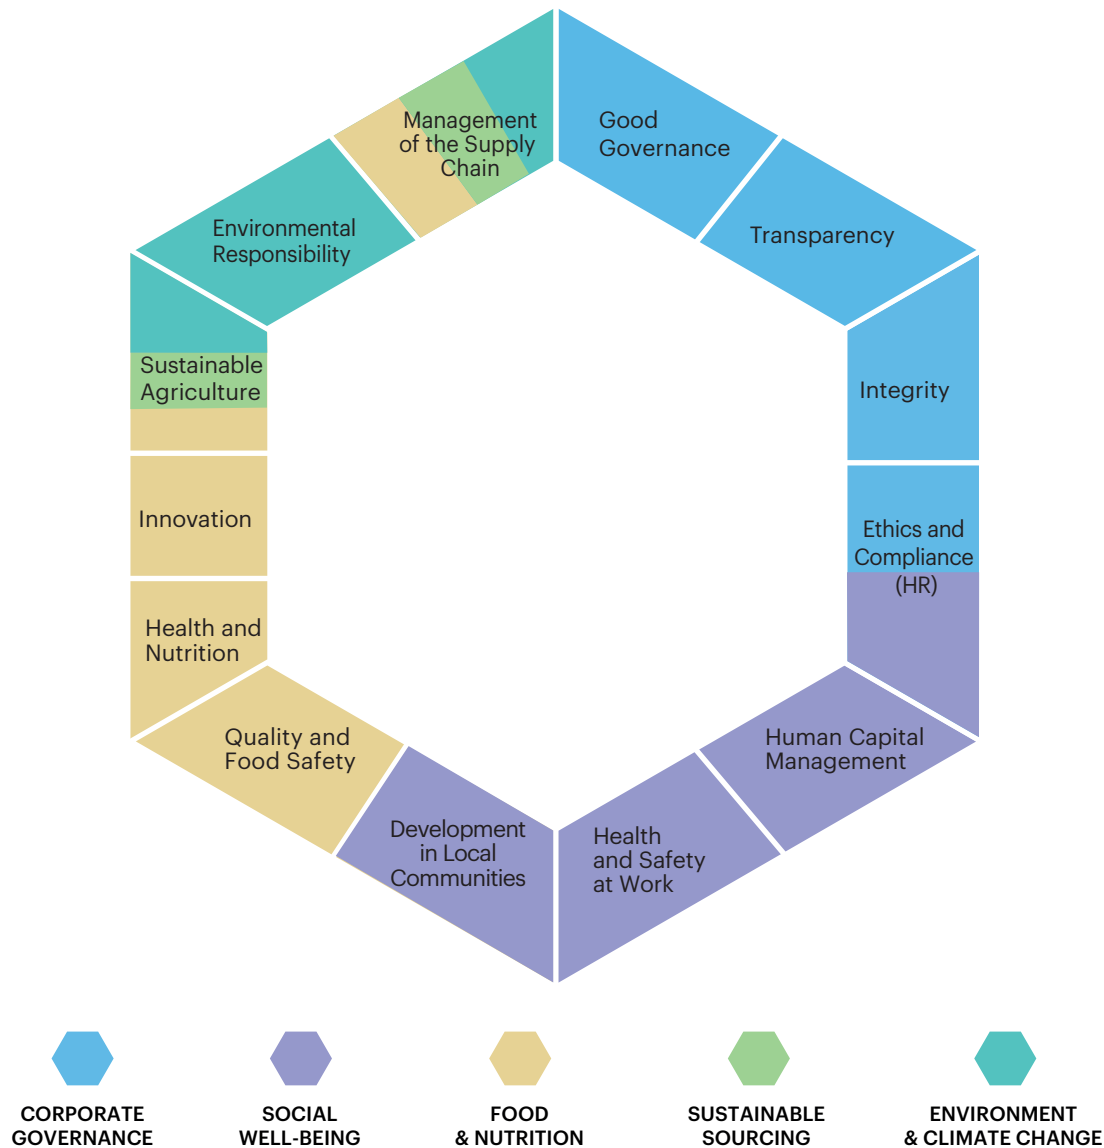 Management
of the Supply
Chain
Good
Governance
Transparency
Environmental
Responsibility
Sustainable
Agriculture
Integrity
Innovation
Ethics and
Compliance
(HR)
Health and
Nutrition
Quality and
Food Safety
Human Capital
Management
Development
in Local
Communities
Health
and Safety
at Work
CORPORATE
GOVERNANCE
SOCIAL
WELL-BEING
FOOD
& NUTRITION
SUSTAINABLE
SOURCING
ENVIRONMENT
& CLIMATE CHANGE